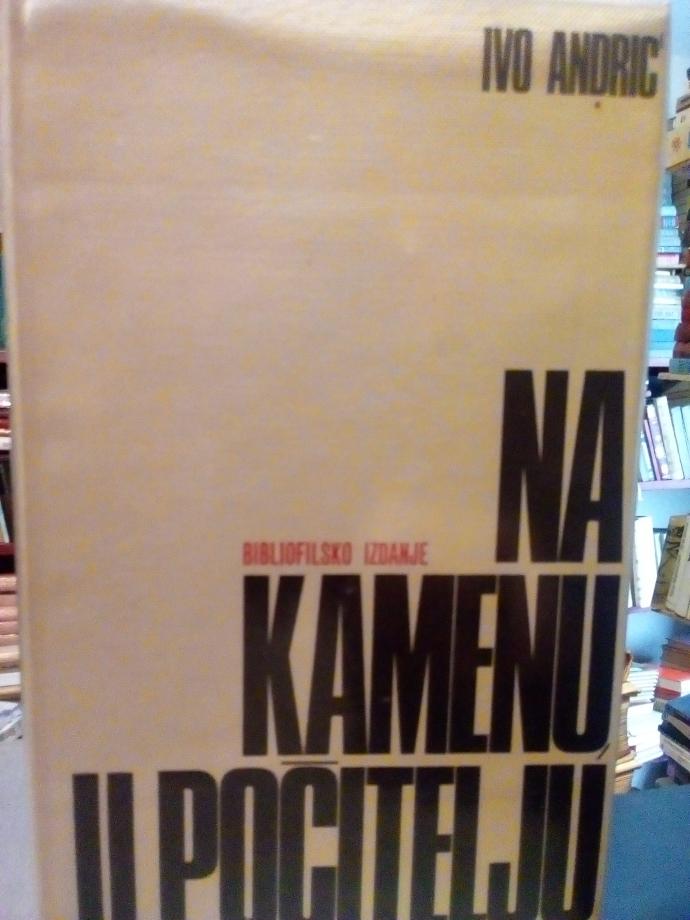 IVO ANDRIĆ
NA
BIBLIOFILSKO IZDANJE
KAMENU,
U POČITELJU